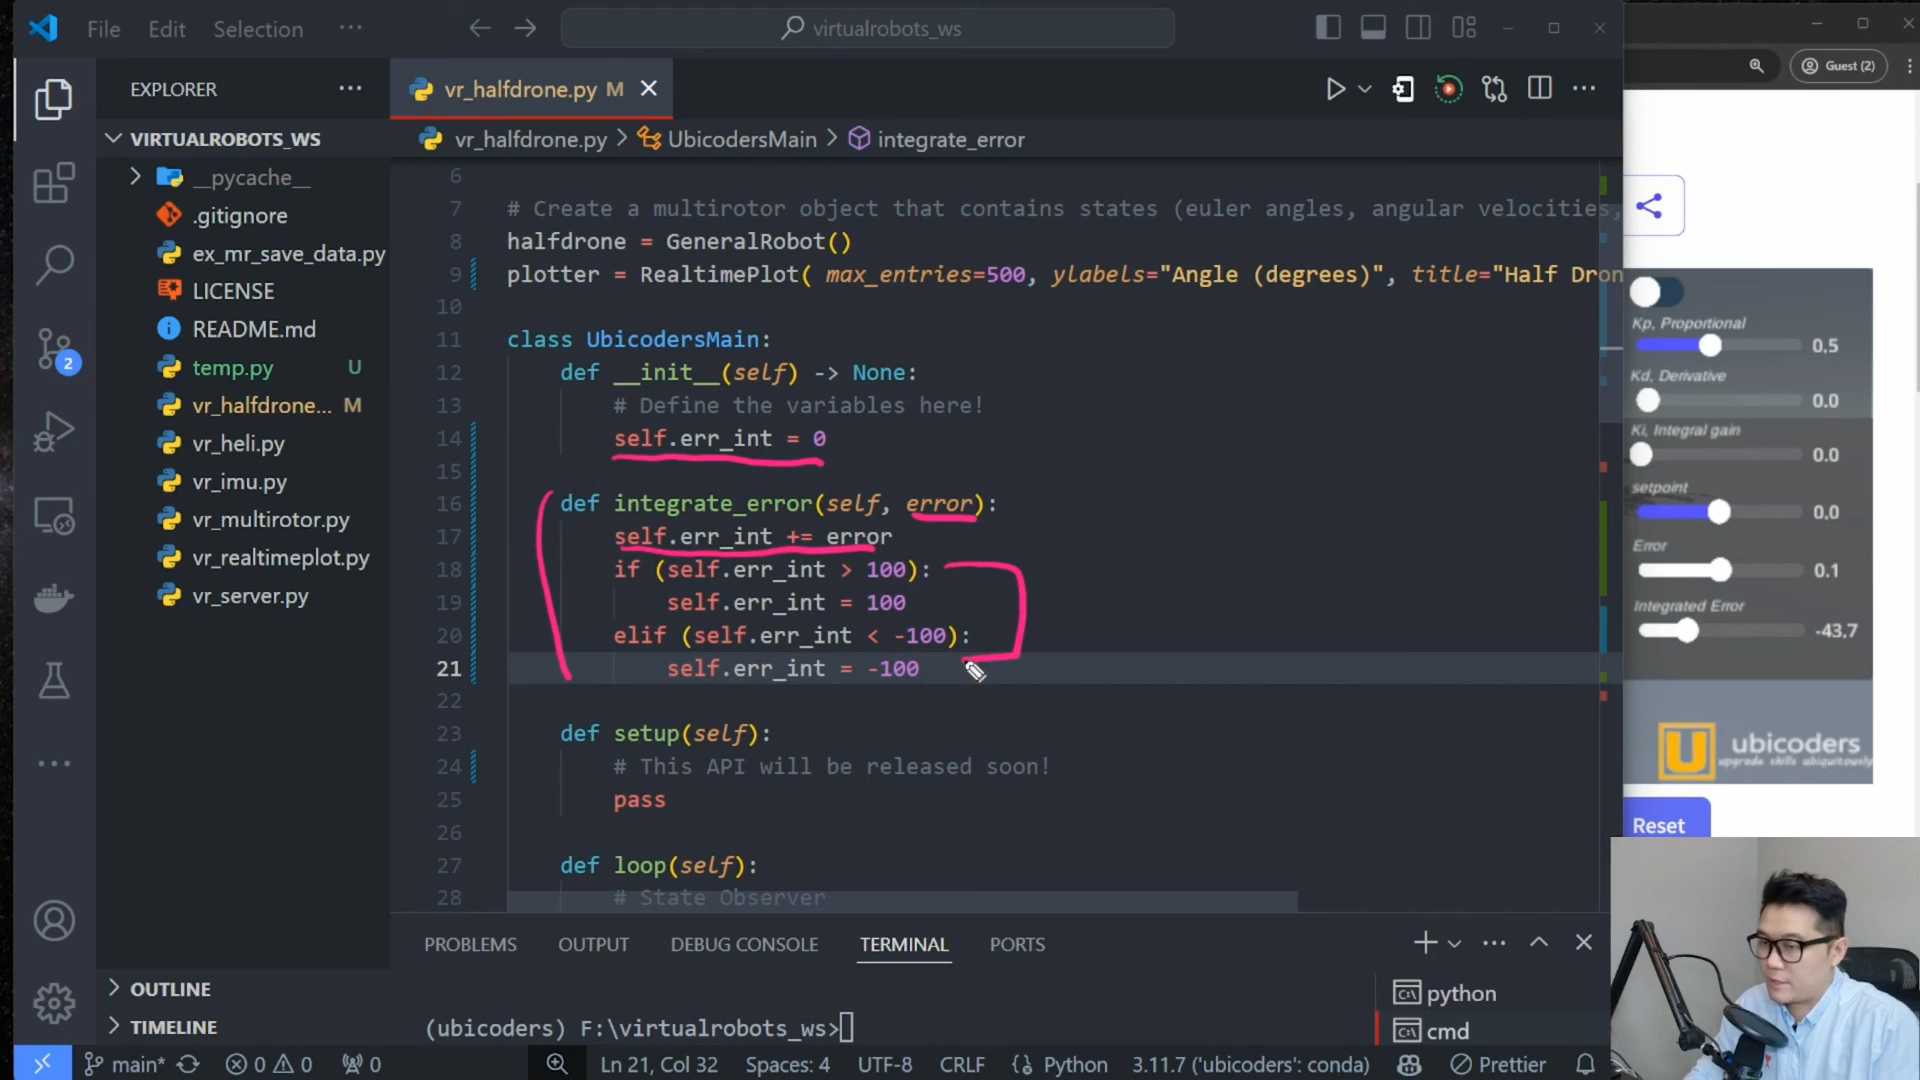 File Edit Selection ···
virtualrobots_ws
Guest (2)
EXPLORER ···
vr_halfdrone.py M
VIRTUALROBOTS_WS
vr_halfdrone.py > UbicodersMain > integrate_error
__pycache__
.gitignore
ex_mr_save_data.py
LICENSE
README.md
temp.py U
vr_halfdrone... M
vr_heli.py
vr_imu.py
vr_multirotor.py
vr_realtimeplot.py
vr_server.py
2
6
7 # Create a multirotor object that contains states (euler angles, angular velocities,
8 halfdrone = GeneralRobot()
9 plotter = RealtimePlot( max_entries=500, ylabels="Angle (degrees)", title="Half Dron
10
11 class UbicodersMain:
12 def __init__(self) -> None:
13 # Define the variables here!
14 self.err_int = 0
15
16 def integrate_error(self, error):
17 self.err_int += error
18 if (self.err_int > 100):
19 self.err_int = 100
20 elif (self.err_int < -100):
21 self.err_int = -100
22
23 def setup(self):
24 # This API will be released soon!
25 pass
26
27 def loop(self):
28 # State Observer
Kp, Proportional
0.5
Kd, Derivative
0.0
Ki, Integral gain
0.0
setpoint
0,0
Error
0.1
Integrated Error
-43.7
U ubicoders
upgrade skills ubiquitously
Reset
PROBLEMS OUTPUT DEBUG CONSOLE TERMINAL PORTS
OUTLINE
TIMELINE
(ubicoders) F:\virtualrobots_ws>
python
cmd
main* 0 0 0 Ln 21, Col 32 Spaces: 4 UTF-8 CRLF Python 3.11.7 ('ubicoders': conda) Prettier